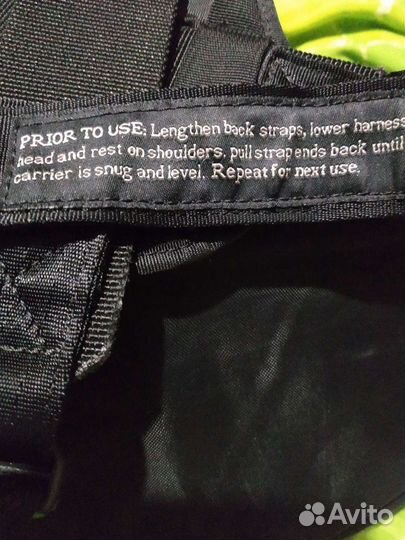 PRIOR TO USE: Lengthen back straps, lower harness
head and rest on shoulders, pull strap ends back until
carrier is snug and level. Repeat for next use.
Avito